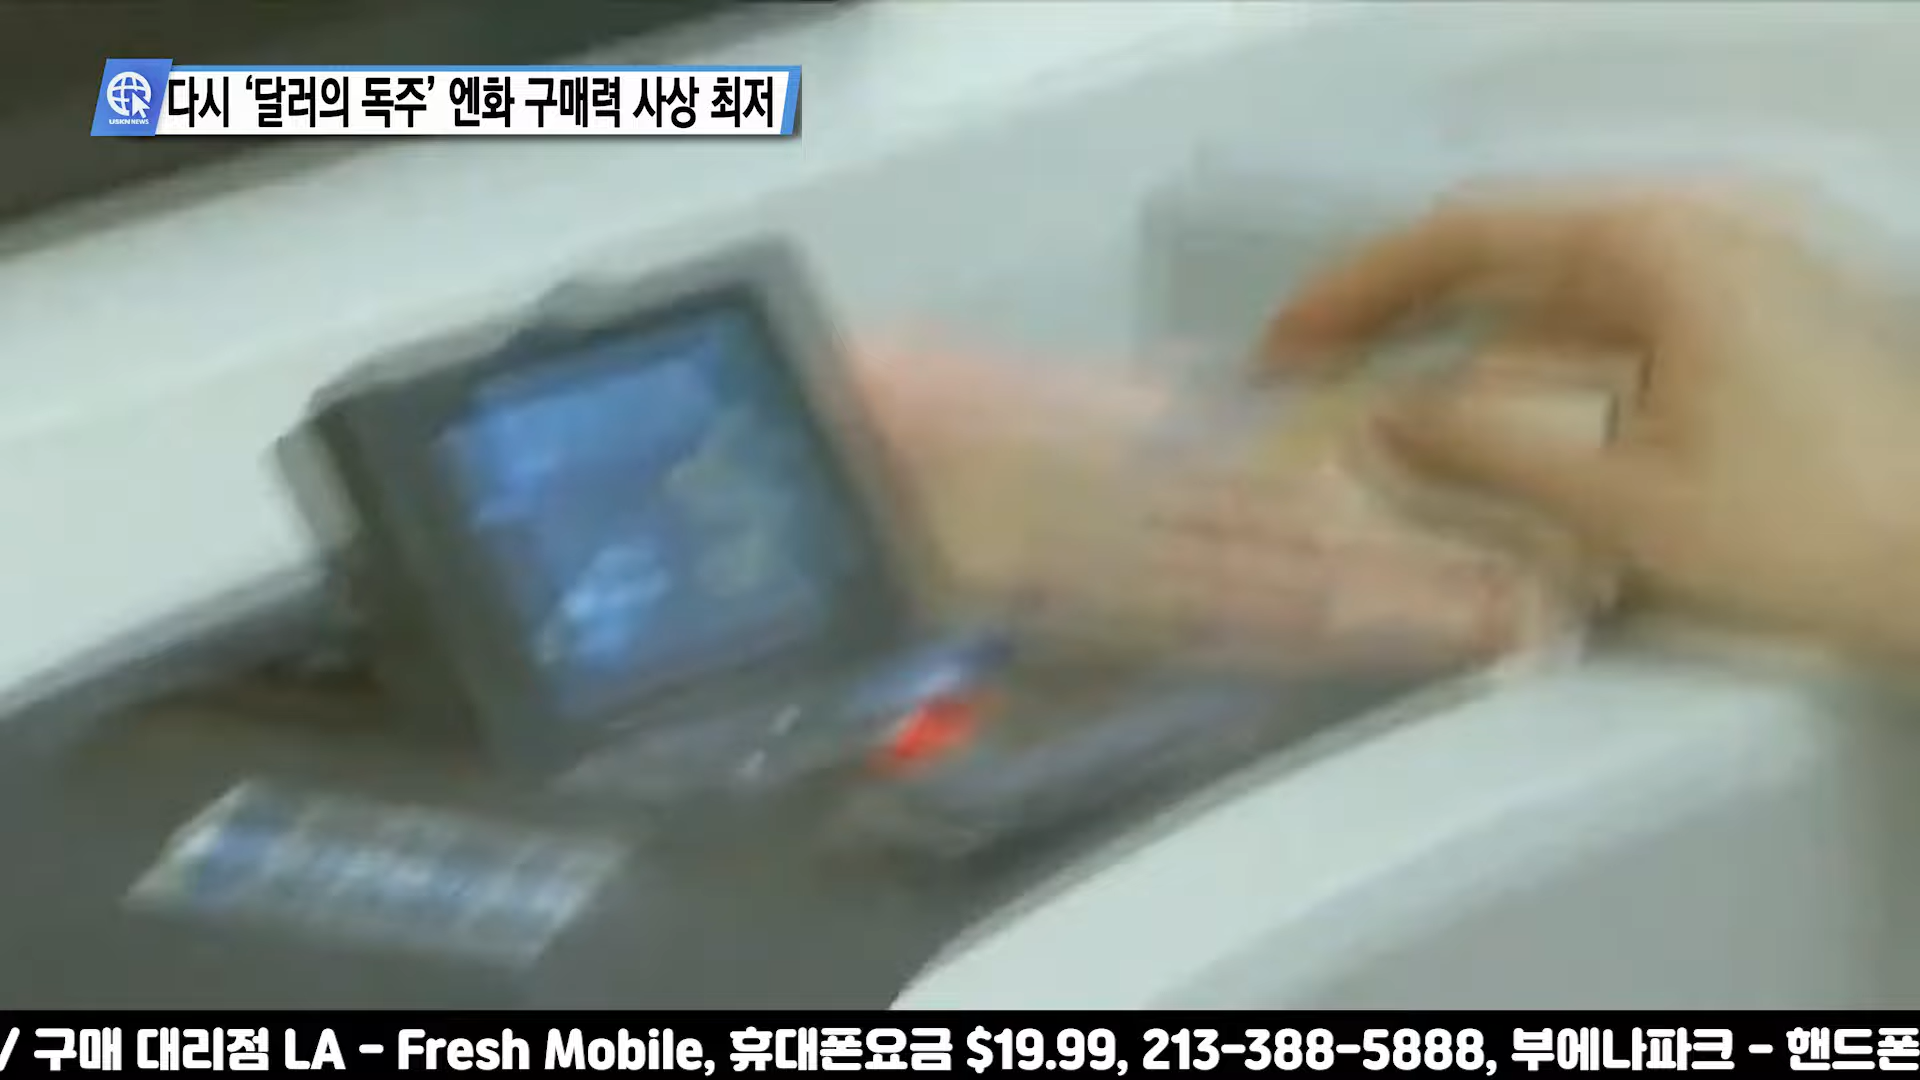 USKN NEWS
다시 ‘달러의 독주’ 엔화 구매력 사상 최저
/ 구매 대리점 LA - Fresh Mobile, 휴대폰요금 $19.99, 213-388-5888, 부에나파크 - 핸드폰